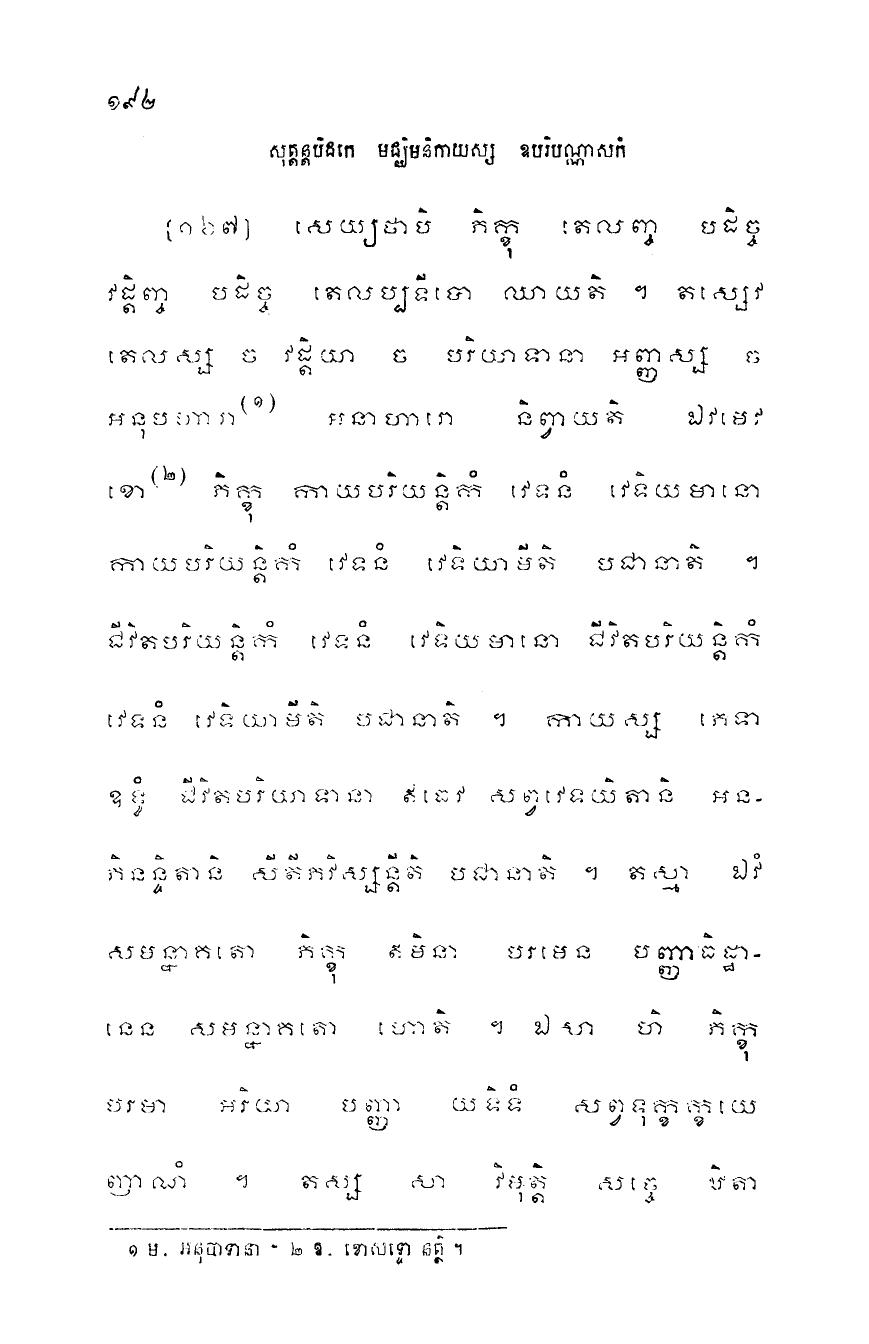 ១៩២
សុត្តន្តបិដកេ មជ្ឈិមនិកាយស្ស ឧបរិបណ្ណាសកំ
[១៦៧] សេយ្យថាបិ ភិក្ខុ តេលញ្ច បដិច្ច
វដ្តិញ្ច បដិច្ច តេលប្បទីបោ ឈាយតិ ។ តស្សេវ
តេលស្ស ច វដ្តិយា ច បរិយាទានា អញ្ញស្ស ច
អនុបហារា(១) អនាហារោ និព្វាយតិ ឯវមេវ
ខោ(២) ភិក្ខុ កាយបរិយន្តិកំ វេទនំ វេទិយមានោ
កាយបរិយន្តិកំ វេទនំ វេទិយាមីតិ បជានាតិ ។
ជីវិតបរិយន្តិកំ វេទនំ វេទិយមានោ ជីវិតបរិយន្តិកំ
វេទនំ វេទិយាមីតិ បជានាតិ ។ កាយស្ស ភេទា
ឧទ្ធំ ជីវិតបរិយាទានា ឥធេវ សព្វវេទយិតានិ អន-
ភិនន្ទិតានិ សីតីភវិស្សន្តីតិ បជានាតិ ។ តស្មា ឯវំ
សមន្នាគតោ ភិក្ខុ ឥមិនា បរមេន បញ្ញាធិដ្ឋា-
នេន សមន្នាគតោ ហោតិ ។ ឯសា ហិ ភិក្ខុ
បរមា អរិយា បញ្ញា យទិទំ សព្វទុក្ខក្ខយេ
ញាណំ ។ តស្ស សា វិមុត្តិ សច្ចេ ឋិតា
១ ម. អនុបាទានា - ២ ឱ. ខោសទ្ទោ នត្ថិ ។